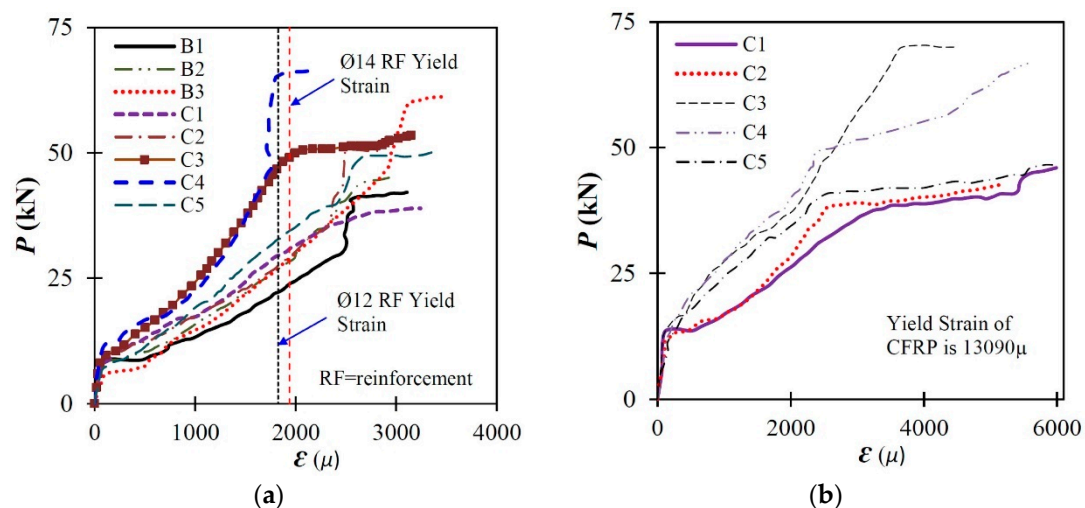 75
50
25
0
P (kN)
B1
B2
B3
C1
C2
C3
C4
C5
Ø14 RF Yield
Strain
Ø12 RF Yield
Strain
RF=reinforcement
0 1000 2000 3000 4000
ε (μ)
(a)
75
50
25
0
P (kN)
C1
C2
C3
C4
C5
Yield Strain of
CFRP is 13090μ
0 2000 4000 6000
ε (μ)
(b)